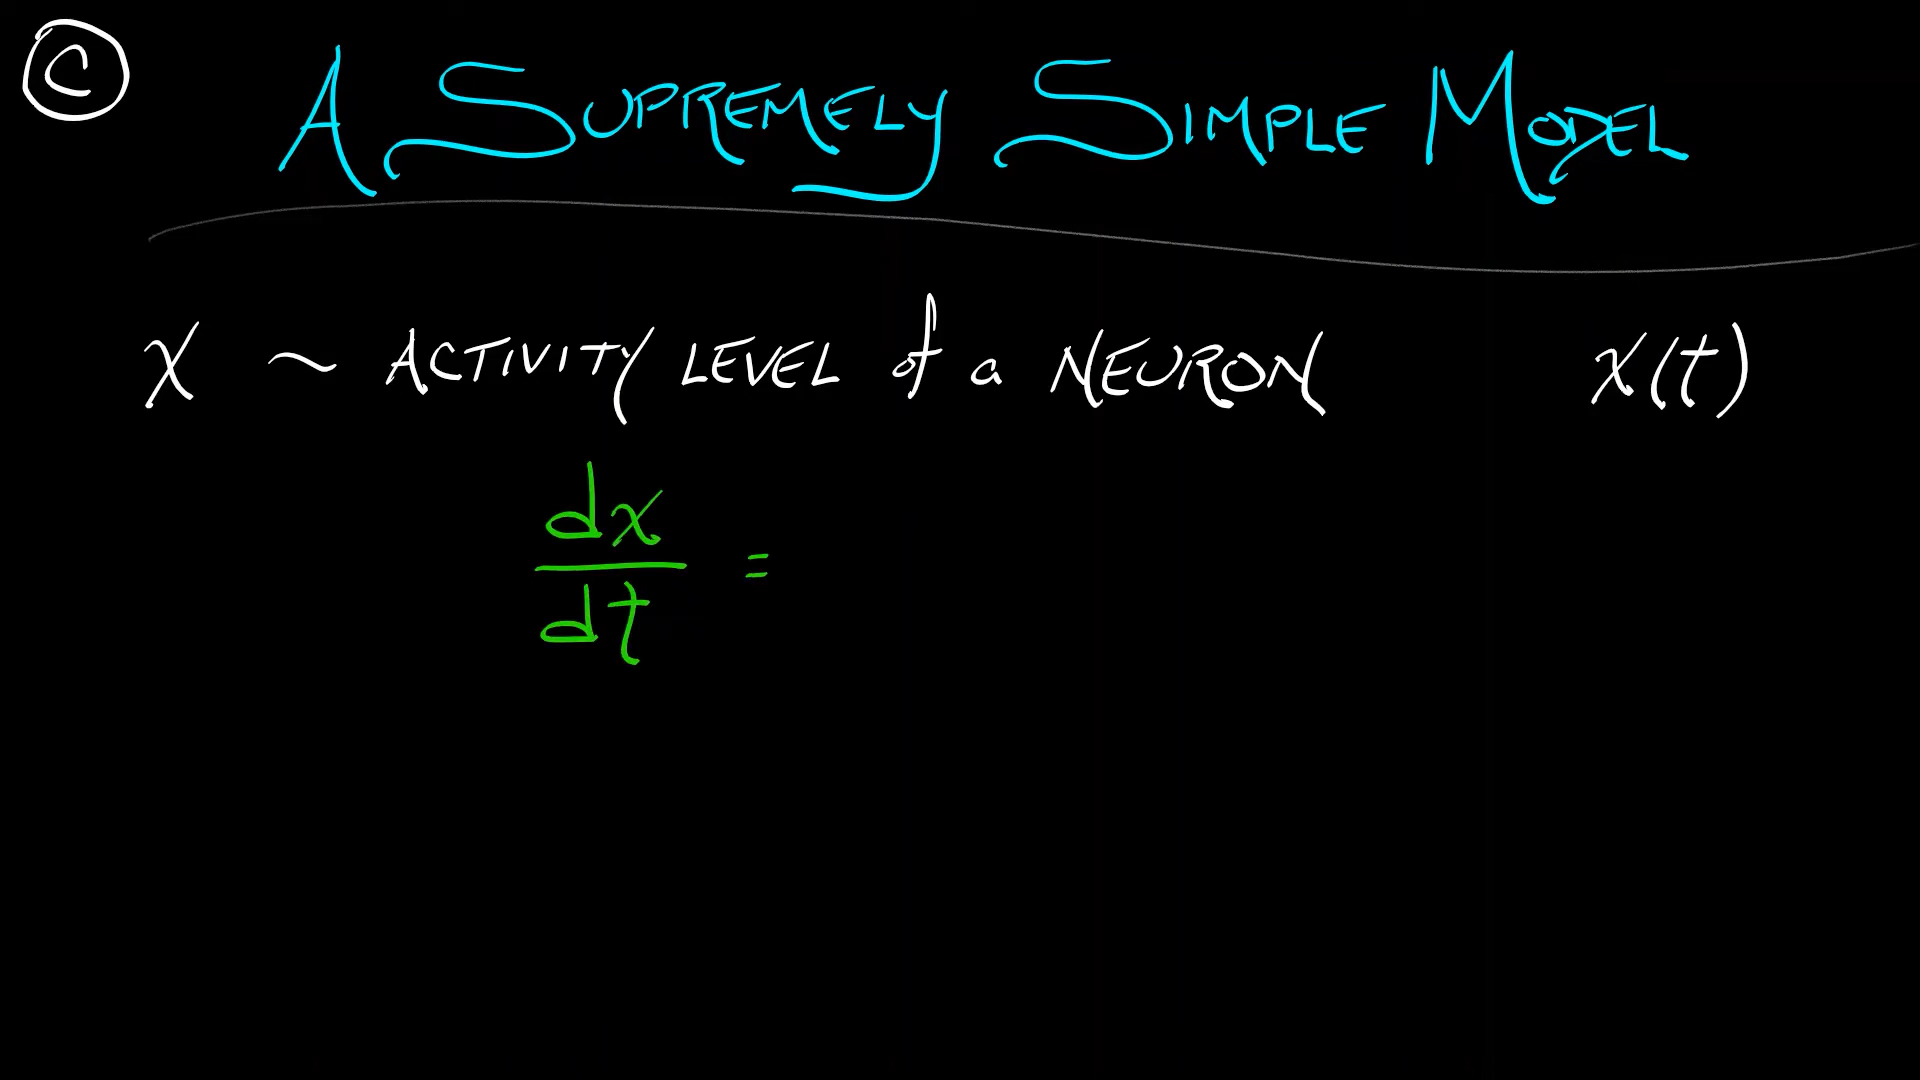 C
A SUPREMELY SIMPLE MODEL
x ~ ACTIVITY LEVEL of a NEURON x(t)
dx
dt =